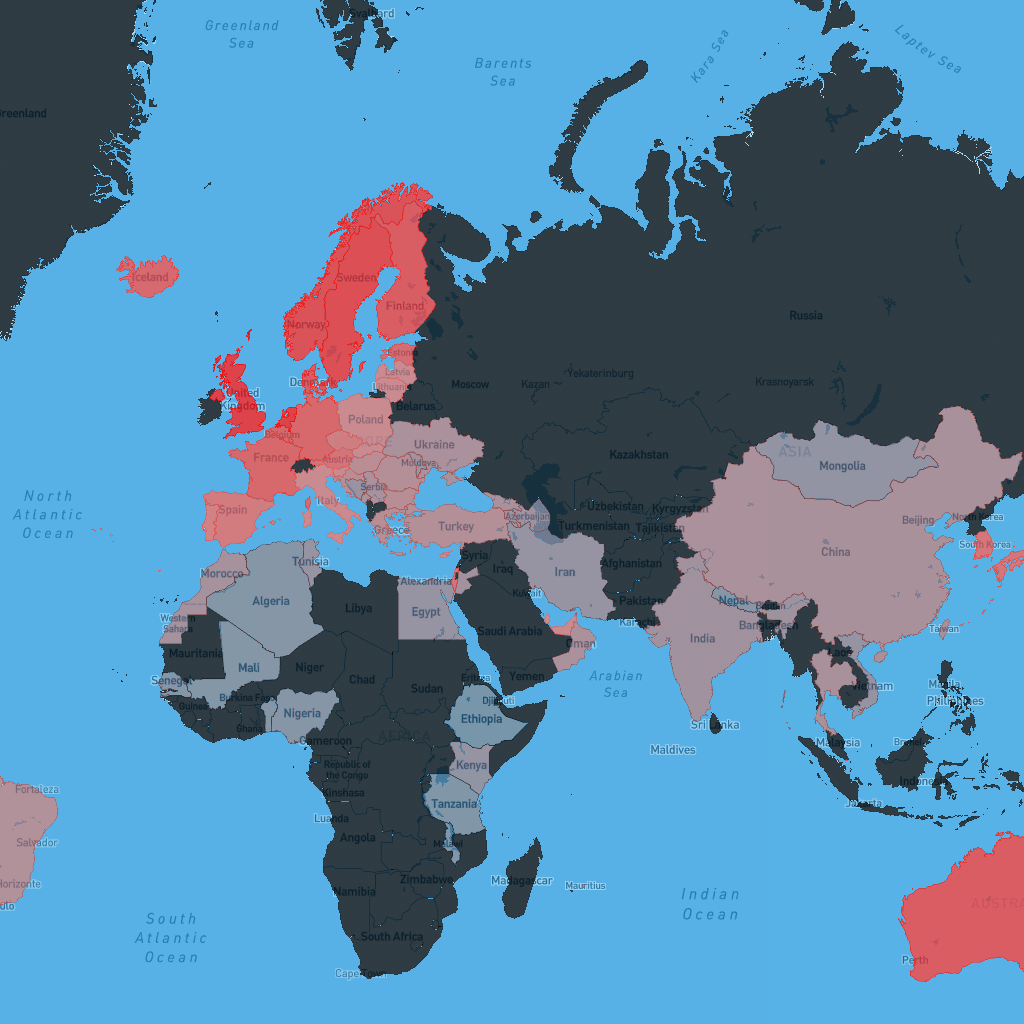 Svalbard
Greenland
Sea
Barents
Sea
Kara Sea
Laptev Sea
Greenland
Iceland
Sweden
Finland
Norway
Russia
Estonia
Latvia
Lithuania
Denmark
United
Kingdom
Moscow
Kazan
Yekaterinburg
Krasnoyarsk
Belarus
Poland
Belgium
France
Ukraine
Austria
Moldova
Kazakhstan
ASIA
Mongolia
Serbia
Italy
Spain
Greece
Turkey
Azerbaijan
Uzbekistan
Kyrgyzstan
Turkmenistan
Tajikistan
Beijing
North Korea
South Korea
China
North
Atlantic
Ocean
Tunisia
Morocco
Algeria
Syria
Iraq
Iran
Afghanistan
Alexandria
Kuwait
Pakistan
Karachi
Nepal
Bhutan
Bangladesh
Western
Sahara
Libya
Egypt
Saudi Arabia
Oman
India
Taiwan
Mauritania
Mali
Niger
Chad
Sudan
Eritrea
Yemen
Arabian
Sea
Laos
Vietnam
Manila
Philippines
Senegal
Burkina Faso
Guinea
Ghana
Nigeria
Djibouti
Ethiopia
Sri Lanka
Maldives
Cameroon
AFRICA
Malaysia
Brunei
Republic of
the Congo
Kinshasa
Kenya
Tanzania
Indonesia
Jakarta
Fortaleza
Luanda
Angola
Malawi
Salvador
Horizonte
Zimbabwe
Namibia
Madagascar
Mauritius
Indian
Ocean
AUSTRA
South
Atlantic
Ocean
South Africa
Cape Town
Perth